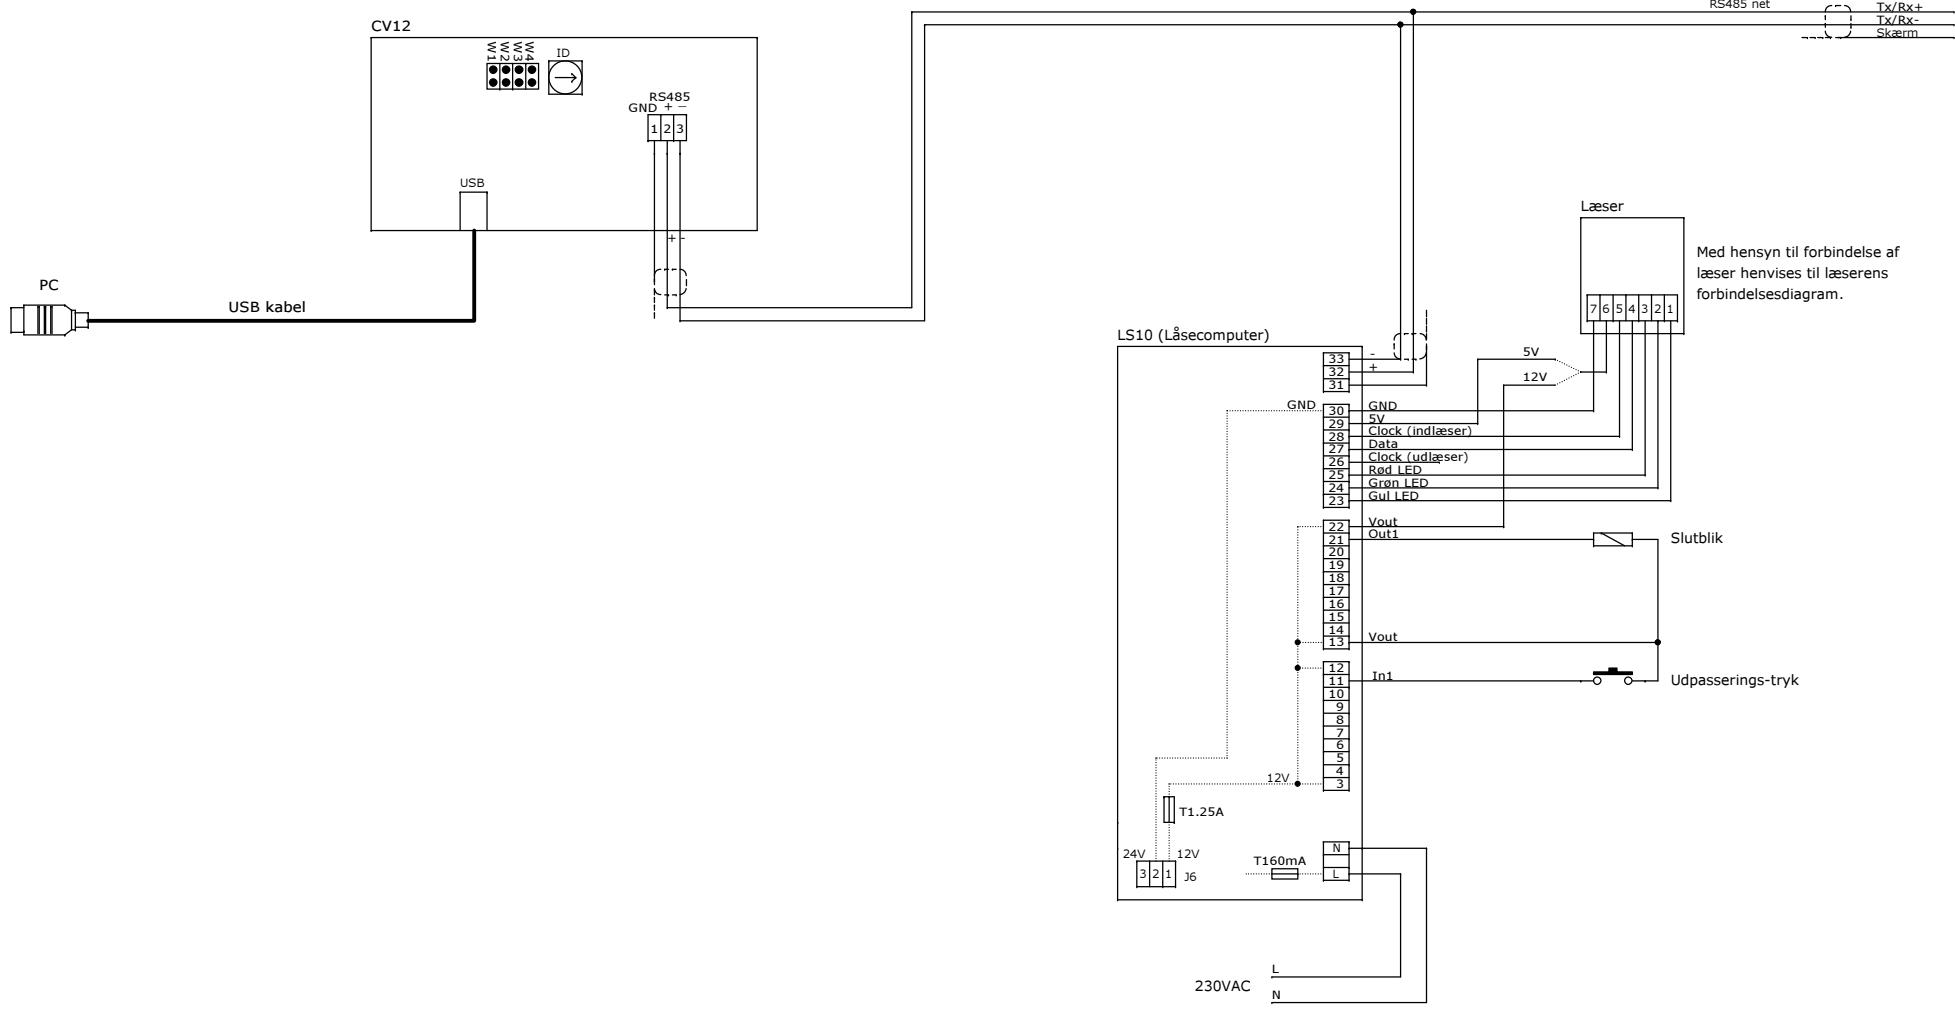 RS485 net
Tx/Rx+
Tx/Rx-
Skærm
CV12
W1
W2
W3
W4
ID
RS485
GND + −
1 2 3
USB
+ -
PC
USB kabel
Læser
Med hensyn til forbindelse af
læser henvises til læserens
forbindelsesdiagram.
7 6 5 4 3 2 1
5V
12V
LS10 (Låsecomputer)
33 -
32 +
31
GND 30 GND
29 5V
28 Clock (indlæser)
27 Data
26 Clock (udlæser)
25 Rød LED
24 Grøn LED
23 Gul LED
22 Vout
21 Out1
Slutblik
20
19
18
17
16
15
14
13 Vout
12
11 In1
Udpasserings-tryk
10
9
8
7
6
5
4
12V 3
T1.25A
24V 12V
3 2 1 J6
T160mA
N
L
230VAC
L
N